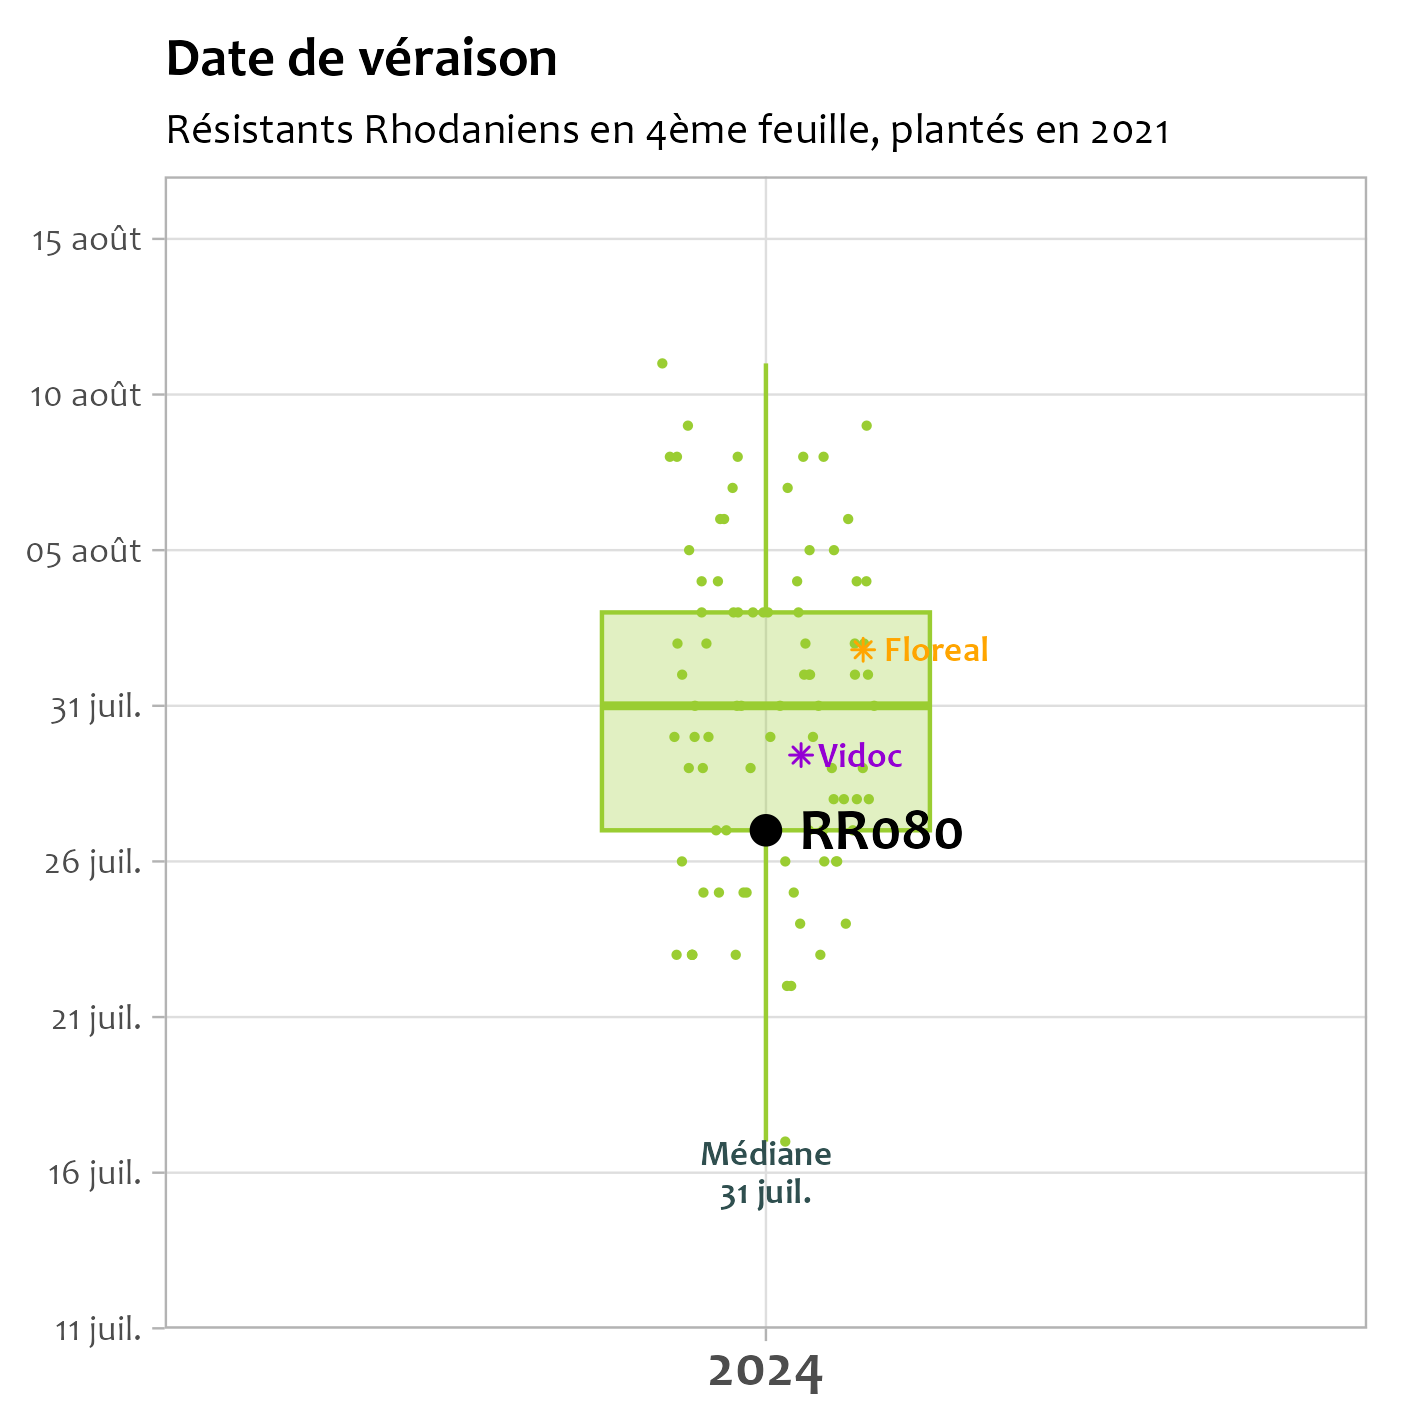 Date de véraison
Résistants Rhodaniens en 4ème feuille, plantés en 2021
15 août
10 août
05 août
31 juil.
26 juil.
21 juil.
16 juil.
11 juil.
Floreal
Vidoc
RR080
Médiane
31 juil.
2024